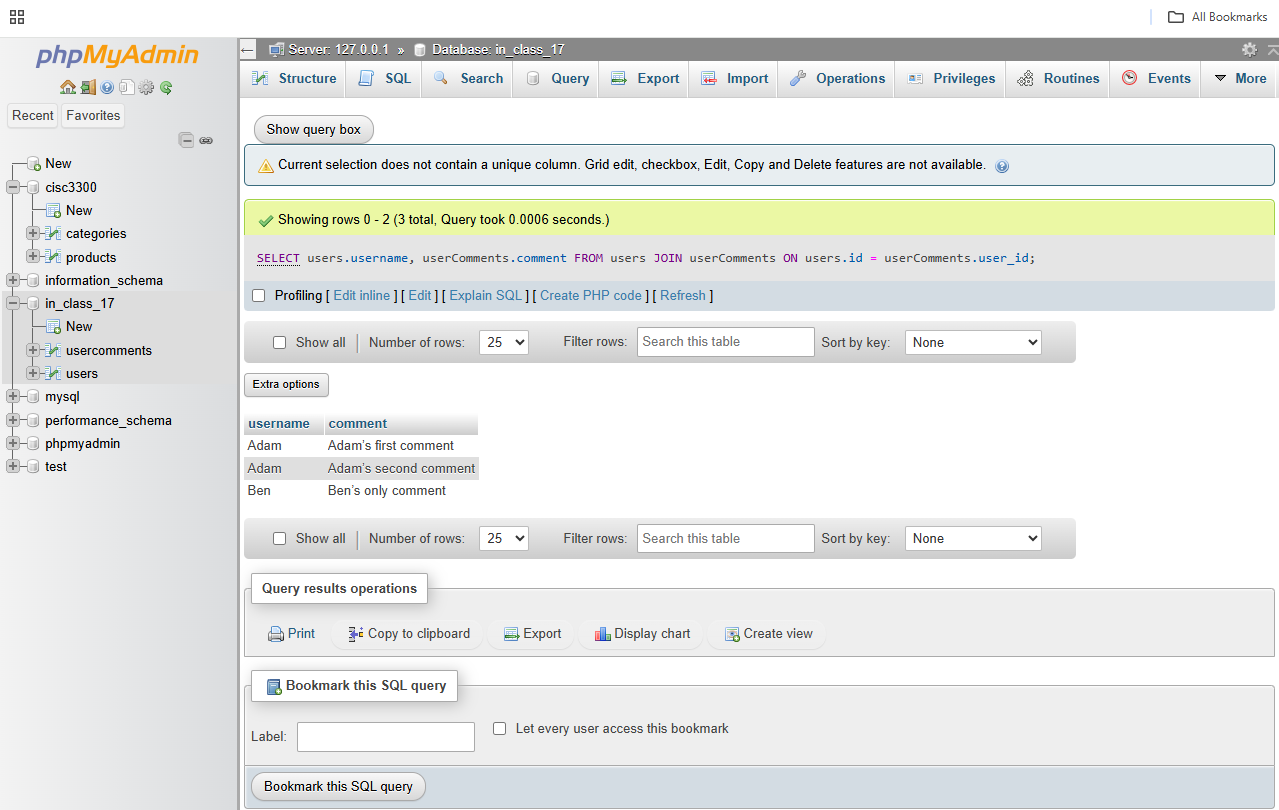 All Bookmarks
phpMyAdmin
Recent Favorites
New
cisc3300
New
categories
products
information_schema
in_class_17
New
usercomments
users
mysql
performance_schema
phpmyadmin
test
Server: 127.0.0.1 » Database: in_class_17
Structure SQL Search Query Export Import Operations Privileges Routines Events More
Show query box
Current selection does not contain a unique column. Grid edit, checkbox, Edit, Copy and Delete features are not available.
Showing rows 0 - 2 (3 total, Query took 0.0006 seconds.)
SELECT users.username, userComments.comment FROM users JOIN userComments ON users.id = userComments.user_id;
Profiling [ Edit inline ] [ Edit ] [ Explain SQL ] [ Create PHP code ] [ Refresh ]
Show all Number of rows: 25 Filter rows: Search this table Sort by key: None
Extra options
username comment
Adam Adam's first comment
Adam Adam's second comment
Ben Ben's only comment
Show all Number of rows: 25 Filter rows: Search this table Sort by key: None
Query results operations
Print Copy to clipboard Export Display chart Create view
Bookmark this SQL query
Label: Let every user access this bookmark
Bookmark this SQL query